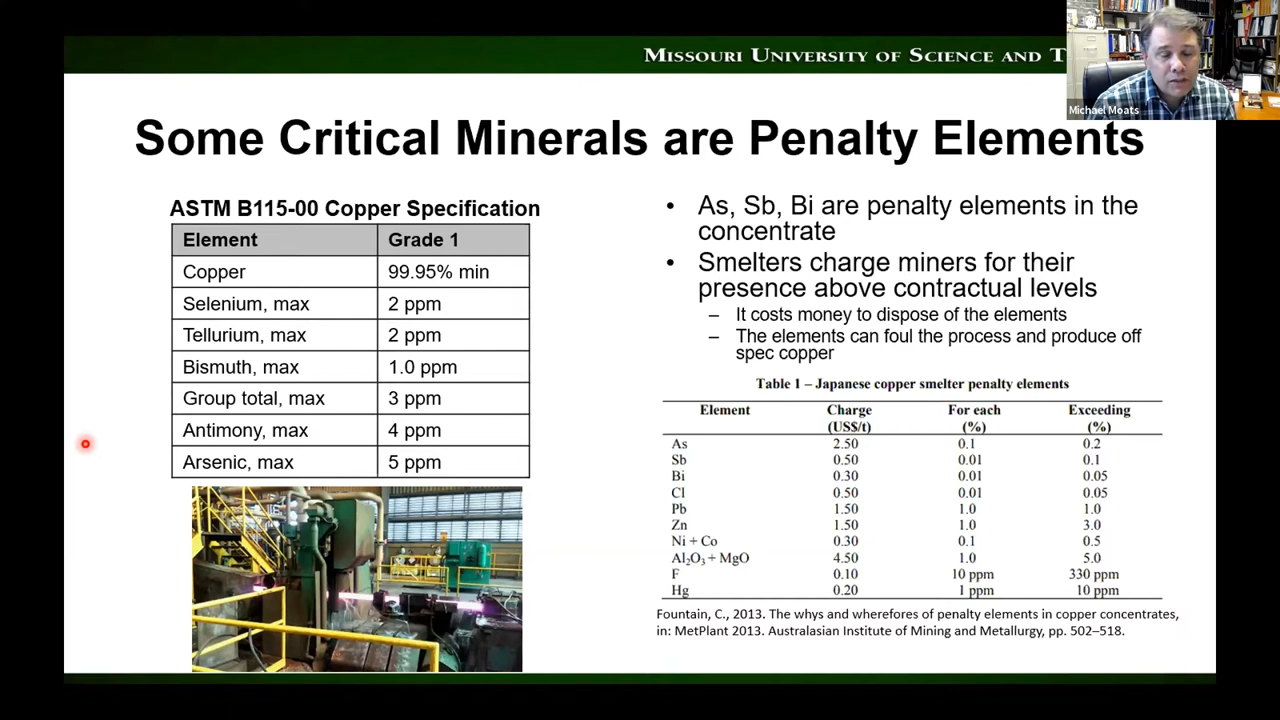 MISSOURI UNIVERSITY OF SCIENCE AND T
Michael Moats
Some Critical Minerals are Penalty Elements
ASTM B115-00 Copper Specification
Element Grade 1
Copper 99.95% min
Selenium, max 2 ppm
Tellurium, max 2 ppm
Bismuth, max 1.0 ppm
Group total, max 3 ppm
Antimony, max 4 ppm
Arsenic, max 5 ppm
• As, Sb, Bi are penalty elements in the
concentrate
• Smelters charge miners for their
presence above contractual levels
– It costs money to dispose of the elements
– The elements can foul the process and produce off
spec copper
Table 1 – Japanese copper smelter penalty elements
Element Charge For each Exceeding
(US$/t) (%) (%)
As 2.50 0.1 0.2
Sb 0.50 0.01 0.1
Bi 0.30 0.01 0.05
Cl 0.50 0.01 0.05
Pb 1.50 1.0 1.0
Zn 1.50 1.0 3.0
Ni + Co 0.30 0.1 0.5
Al₂O₃ + MgO 4.50 1.0 5.0
F 0.10 10 ppm 330 ppm
Hg 0.20 1 ppm 10 ppm
Fountain, C., 2013. The whys and wherefores of penalty elements in copper concentrates,
in: MetPlant 2013. Australasian Institute of Mining and Metallurgy, pp. 502–518.